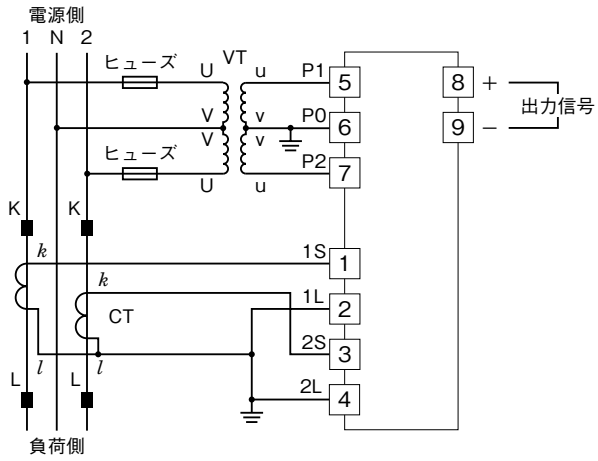 電源側
1 N 2
ヒューズ
U
VT
u
P1
5
8
+
出力信号
V
v
P0
6
9
−
V
v
ヒューズ
U
u
P2
7
K
K
k
1S
1
k
1L
2
CT
2S
3
l
l
L
L
2L
4
負荷側